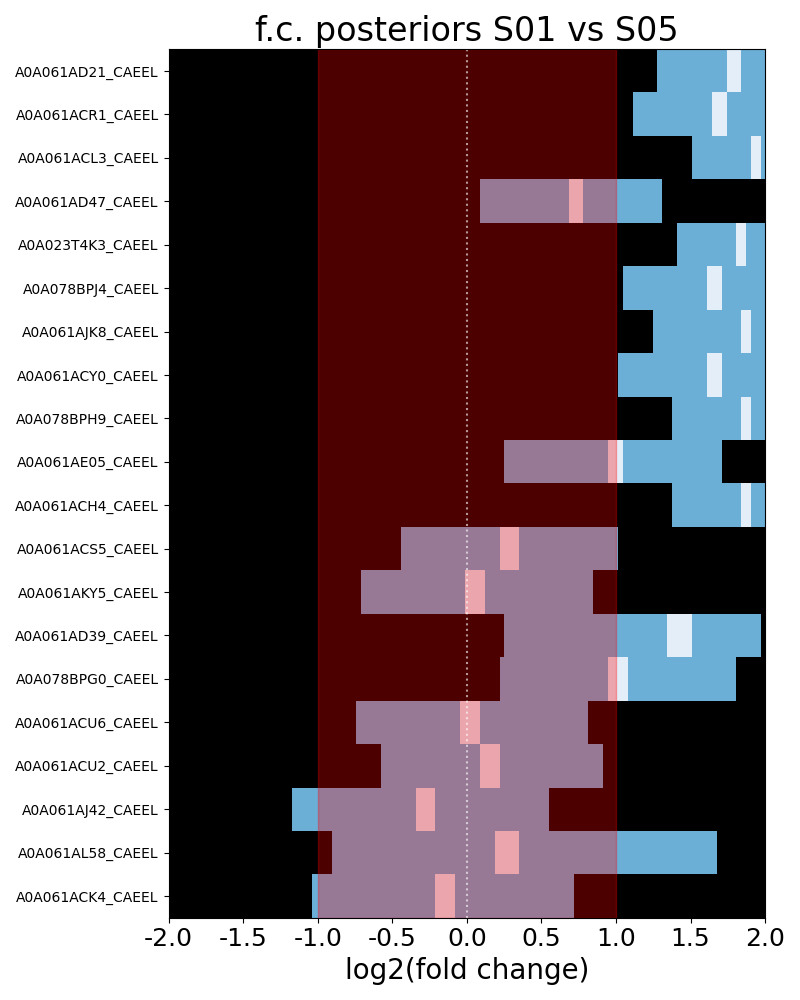 f.c. posteriors S01 vs S05
A0A061AD21_CAEEL
A0A061ACR1_CAEEL
A0A061ACL3_CAEEL
A0A061AD47_CAEEL
A0A023T4K3_CAEEL
A0A078BPJ4_CAEEL
A0A061AJK8_CAEEL
A0A061ACY0_CAEEL
A0A078BPH9_CAEEL
A0A061AE05_CAEEL
A0A061ACH4_CAEEL
A0A061ACS5_CAEEL
A0A061AKY5_CAEEL
A0A061AD39_CAEEL
A0A078BPG0_CAEEL
A0A061ACU6_CAEEL
A0A061ACU2_CAEEL
A0A061AJ42_CAEEL
A0A061AL58_CAEEL
A0A061ACK4_CAEEL
-2.0 -1.5 -1.0 -0.5 0.0 0.5 1.0 1.5 2.0
log2(fold change)